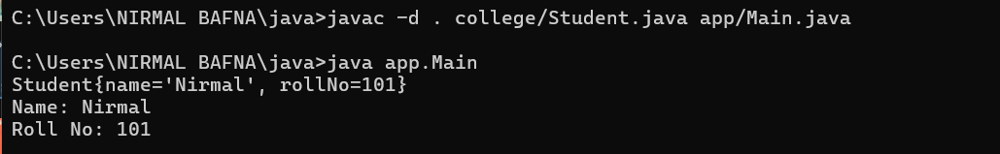 C:\Users\NIRMAL BAFNA\java>javac -d . college/Student.java app/Main.java
C:\Users\NIRMAL BAFNA\java>java app.Main
Student{name='Nirmal', rollNo=101}
Name: Nirmal
Roll No: 101